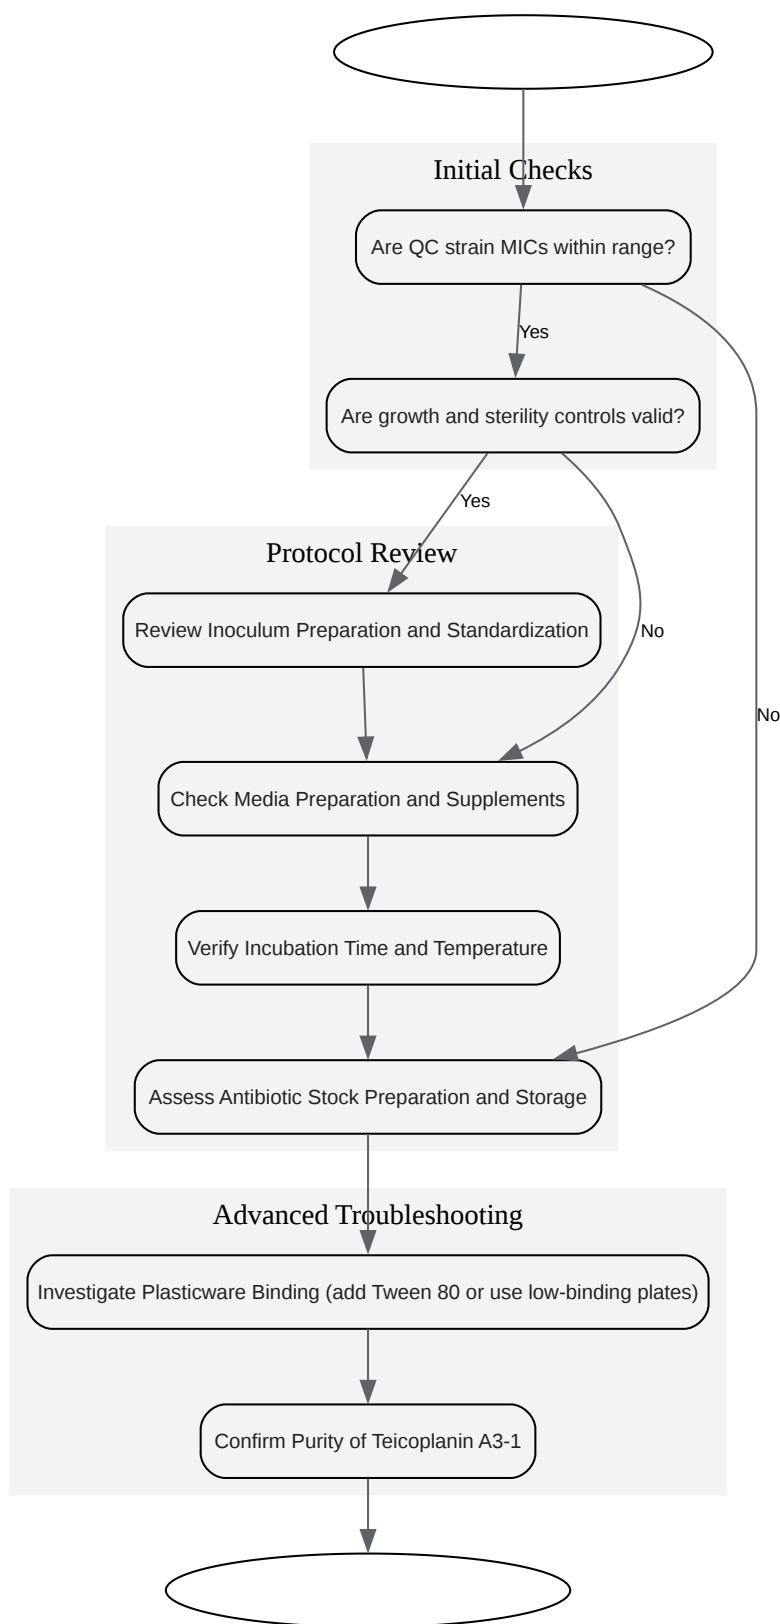 Initial Checks
Are QC strain MICs within range?
Yes
Are growth and sterility controls valid?
Yes
Protocol Review
Review Inoculum Preparation and Standardization
No
No
Check Media Preparation and Supplements
Verify Incubation Time and Temperature
Assess Antibiotic Stock Preparation and Storage
Advanced Troubleshooting
Investigate Plasticware Binding (add Tween 80 or use low-binding plates)
Confirm Purity of Teicoplanin A3-1